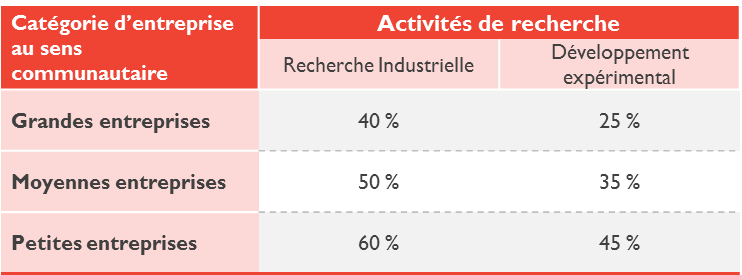 Catégorie d’entreprise
au sens
communautaire
Activités de recherche
Recherche Industrielle
Développement
expérimental
Grandes entreprises 40 % 25 %
Moyennes entreprises 50 % 35 %
Petites entreprises 60 % 45 %